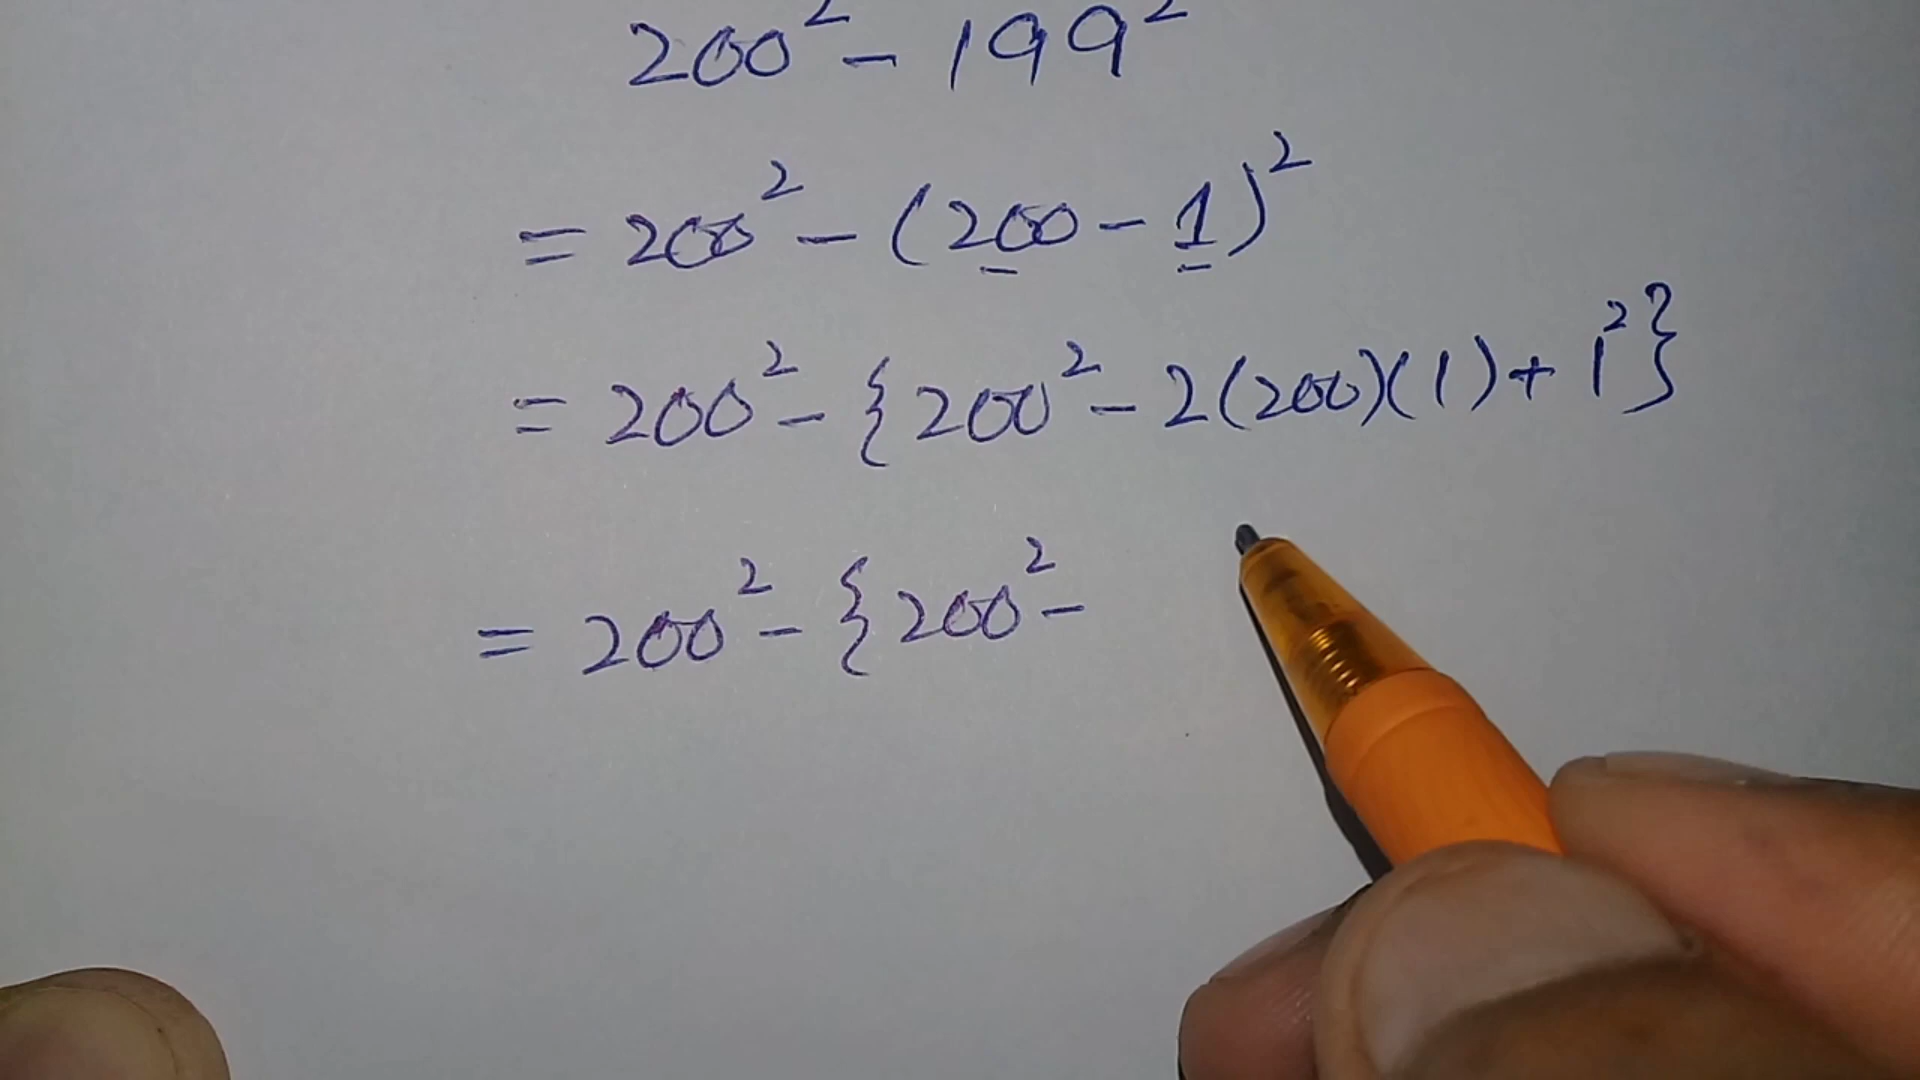 200² - 199²
= 200² - (200 - 1)²
= 200² - {200² - 2(200)(1) + 1²}
= 200² - {200² -